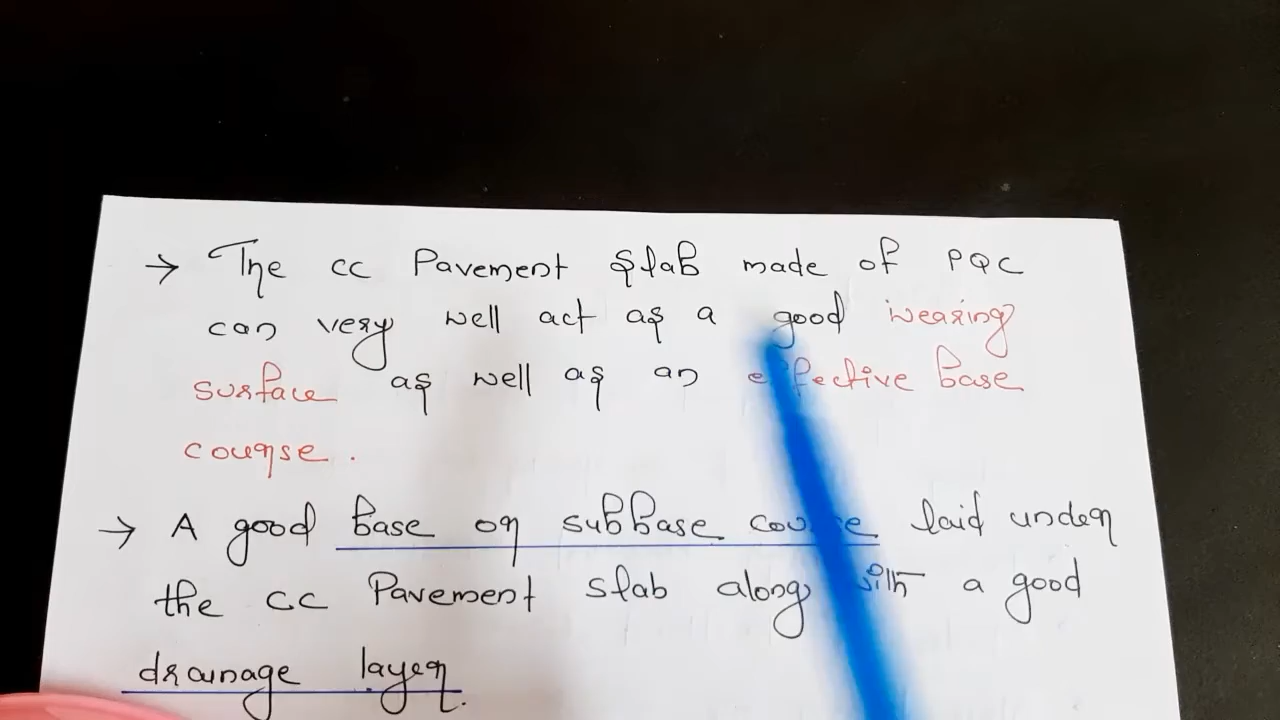 → The CC Pavement slab made of PQC
can very well act as a good wearing
surface as well as an effective base
course.
→ A good base or subbase course laid under
the CC Pavement slab along with a good
drainage layer.